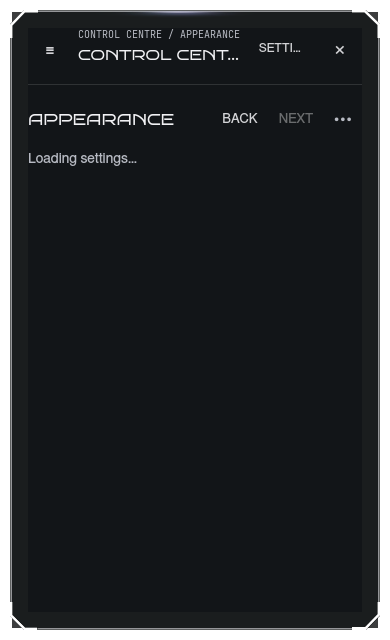 CONTROL CENTRE / APPEARANCE
CONTROL CENT...
SETTI...
APPEARANCE
BACK
NEXT
Loading settings...